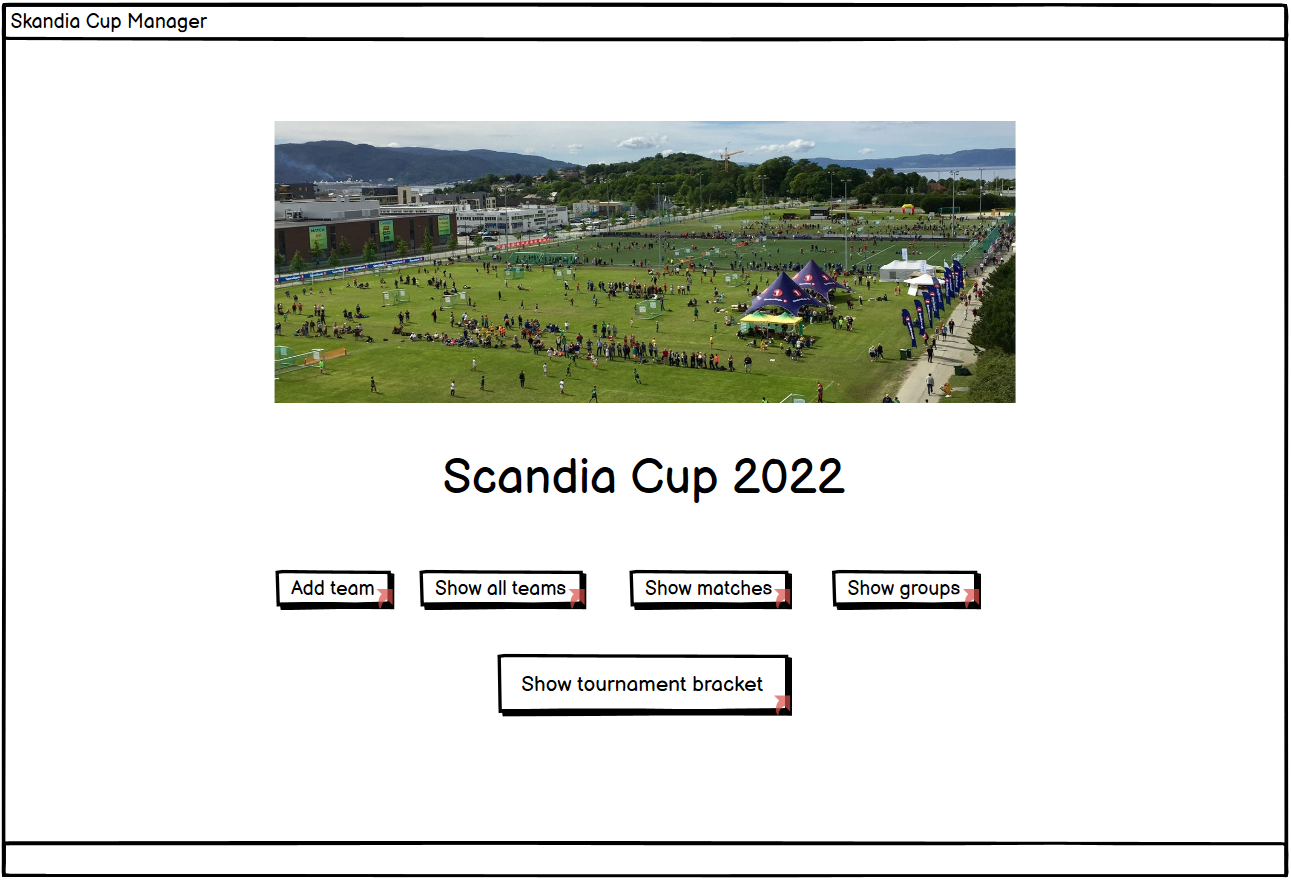 Skandia Cup Manager
Scandia Cup 2022
Add team
Show all teams
Show matches
Show groups
Show tournament bracket